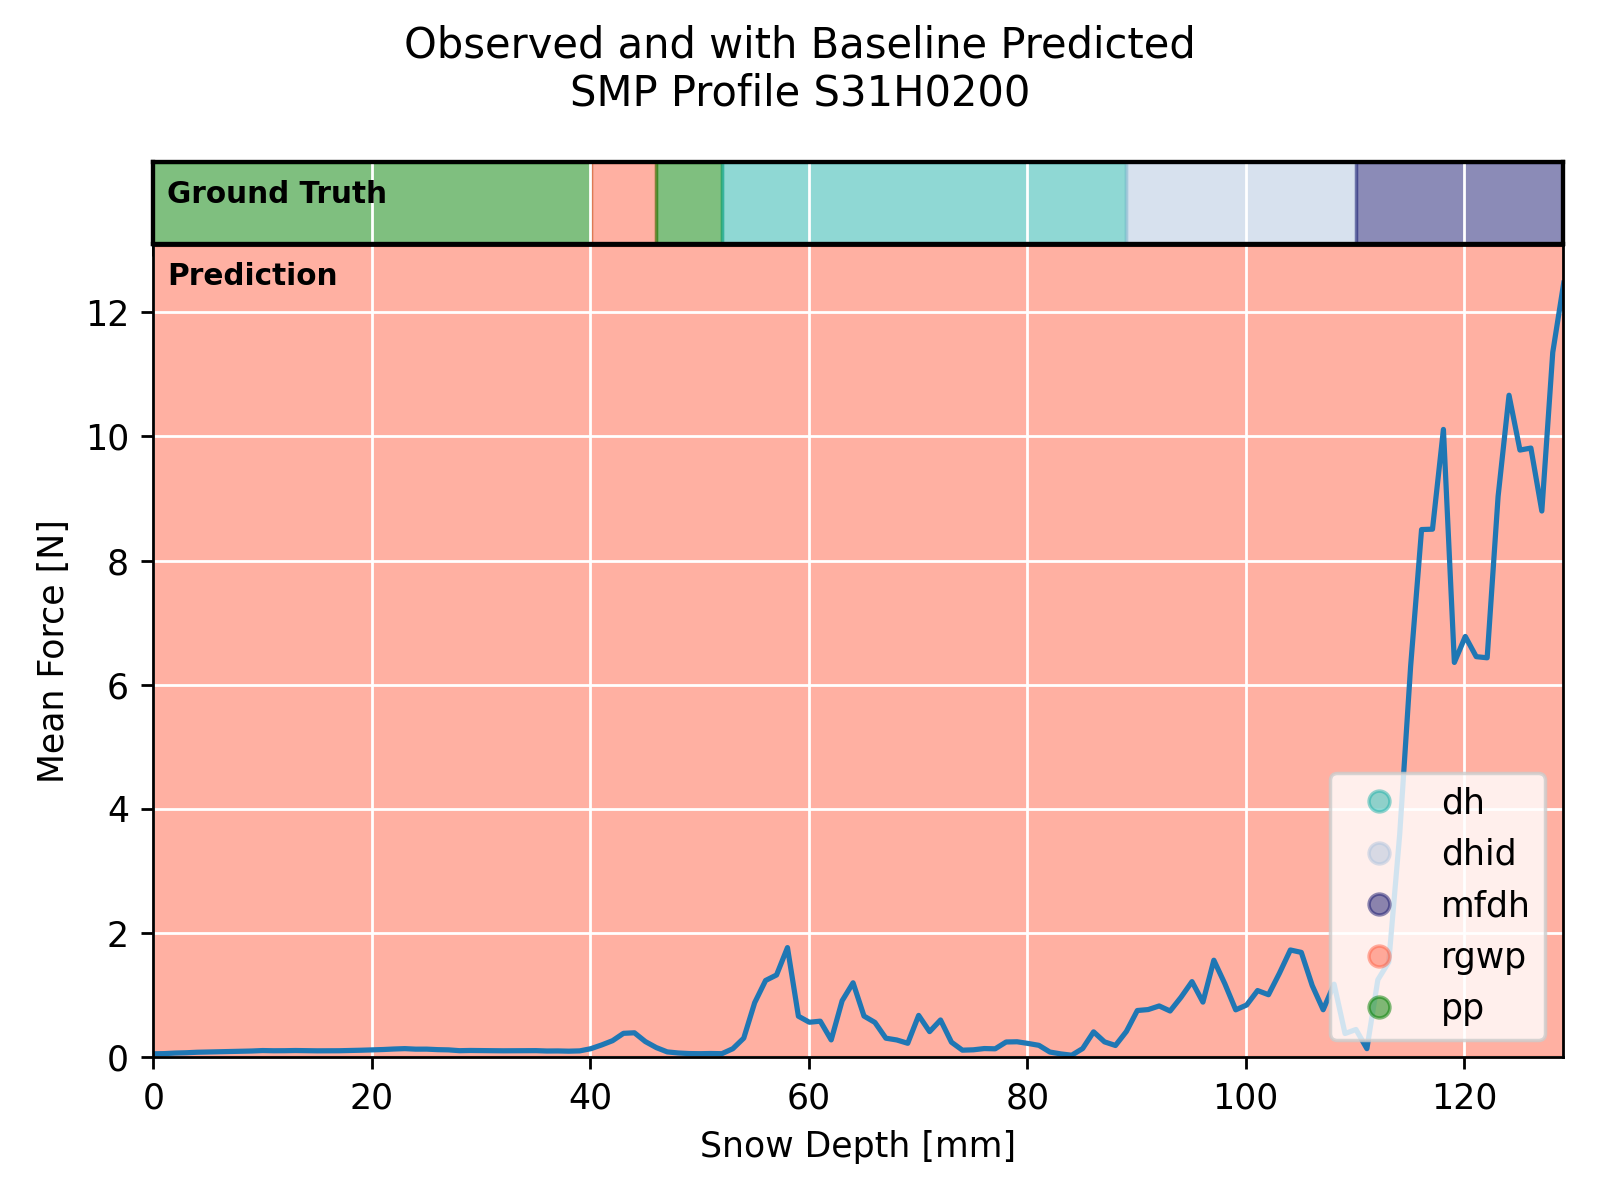 Observed and with Baseline Predicted
SMP Profile S31H0200
Ground Truth
Prediction
12
10
8
6
4
2
0
Mean Force [N]
dh
dhid
mfdh
rgwp
pp
0 20 40 60 80 100 120
Snow Depth [mm]